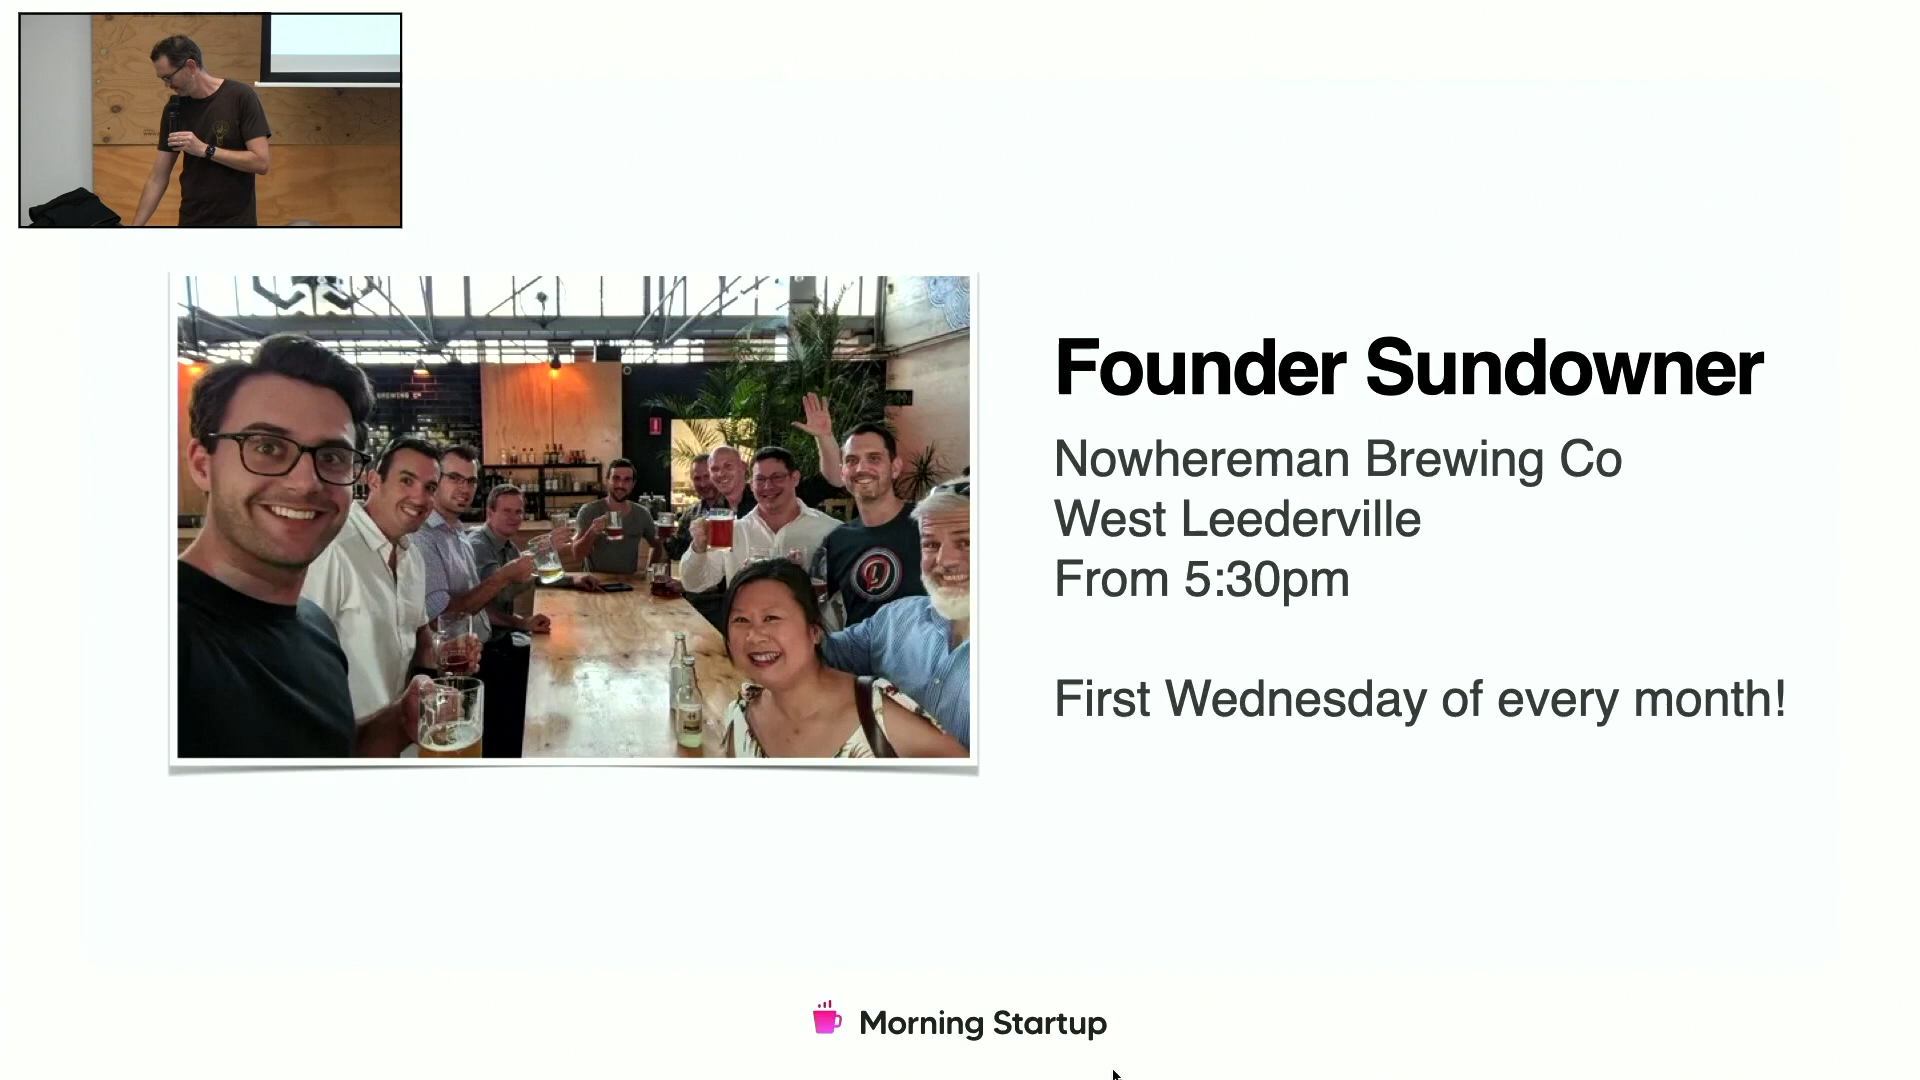 Founder Sundowner
Nowhereman Brewing Co
West Leederville
From 5:30pm
First Wednesday of every month!
Morning Startup